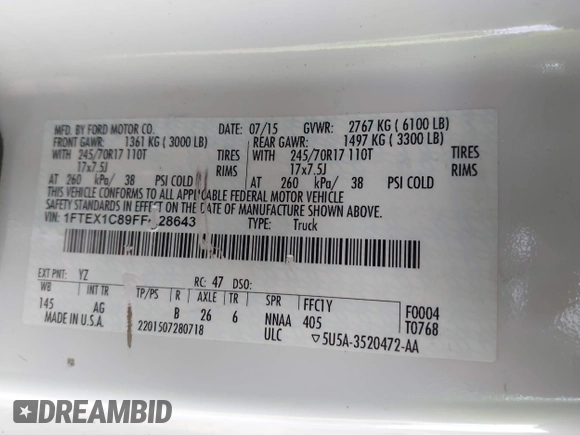 MFD. BY FORD MOTOR CO. DATE: 07/15 GVWR: 2767 KG ( 6100 LB)
FRONT GAWR: 1361 KG ( 3000 LB) REAR GAWR: 1497 KG ( 3300 LB)
WITH 245/70R17 110T TIRES WITH 245/70R17 110T TIRES
17x7.5J RIMS 17x7.5J RIMS
AT 260 kPa/ 38 PSI COLD AT 260 kPa/ 38 PSI COLD
THIS VEHICLE CONFORMS TO ALL APPLICABLE FEDERAL MOTOR VEHICLE
SAFETY STANDARDS IN EFFECT ON THE DATE OF MANUFACTURE SHOWN ABOVE.
VIN: 1FTEX1C89FF 28643 TYPE: Truck
EXT PNT: YZ RC: 47 DSO:
WB INT TR TP/PS R AXLE TR SPR FFC1Y F0004
145 AG B 26 6 NNAA 405 T0768
MADE IN U.S.A. 2201507280718 ULC ▽5U5A-3520472-AA
DREAMBID